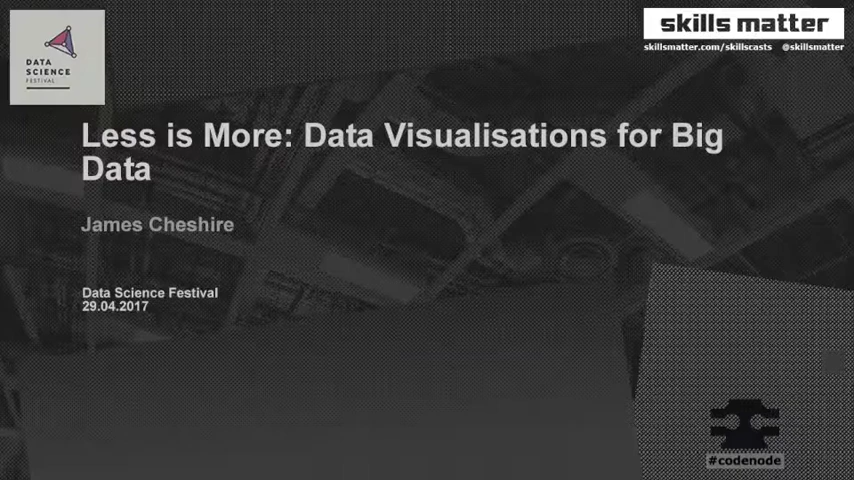 DATA
SCIENCE
FESTIVAL
skills matter
skillsmatter.com/skillscasts @skillsmatter
Less is More: Data Visualisations for Big
Data
James Cheshire
Data Science Festival
29.04.2017
#codenode